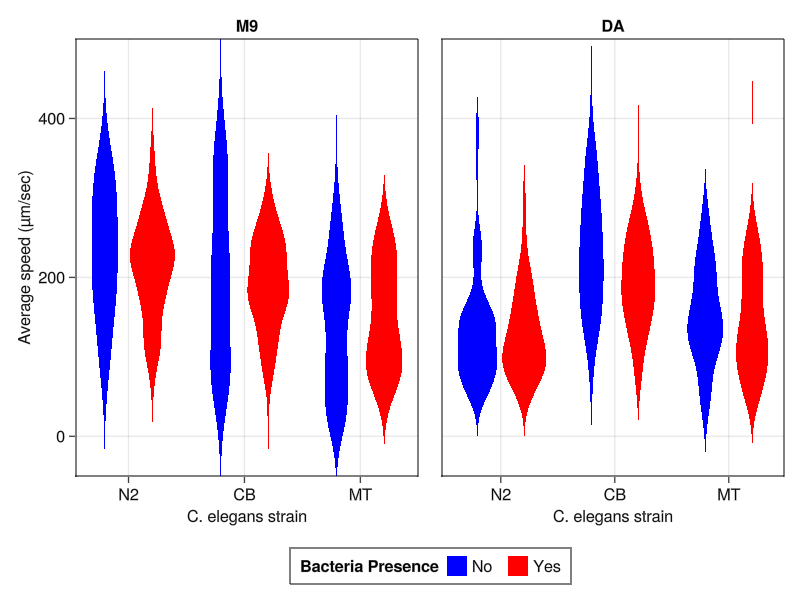 M9
DA
Average speed (µm/sec)
400
200
0
N2 CB MT
N2 CB MT
C. elegans strain
C. elegans strain
Bacteria Presence No Yes